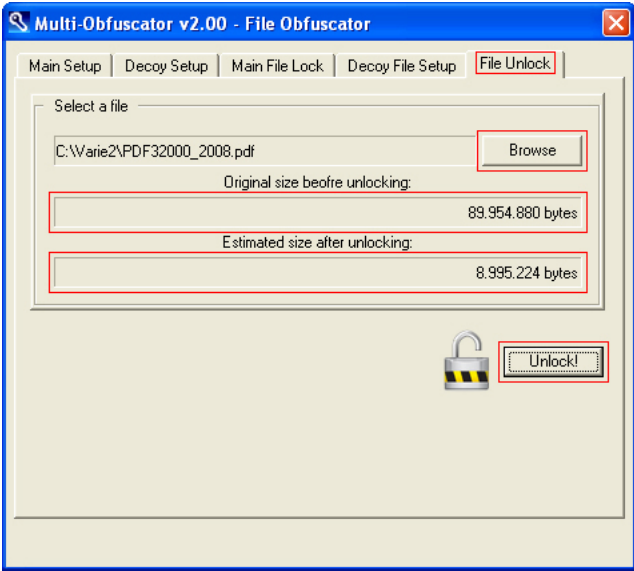 Multi-Obfuscator v2.00 - File Obfuscator
Main Setup Decoy Setup Main File Lock Decoy File Setup File Unlock
Select a file
C:\Varie2\PDF32000_2008.pdf Browse
Original size beofre unlocking:
89.954.880 bytes
Estimated size after unlocking:
8.995.224 bytes
Unlock!